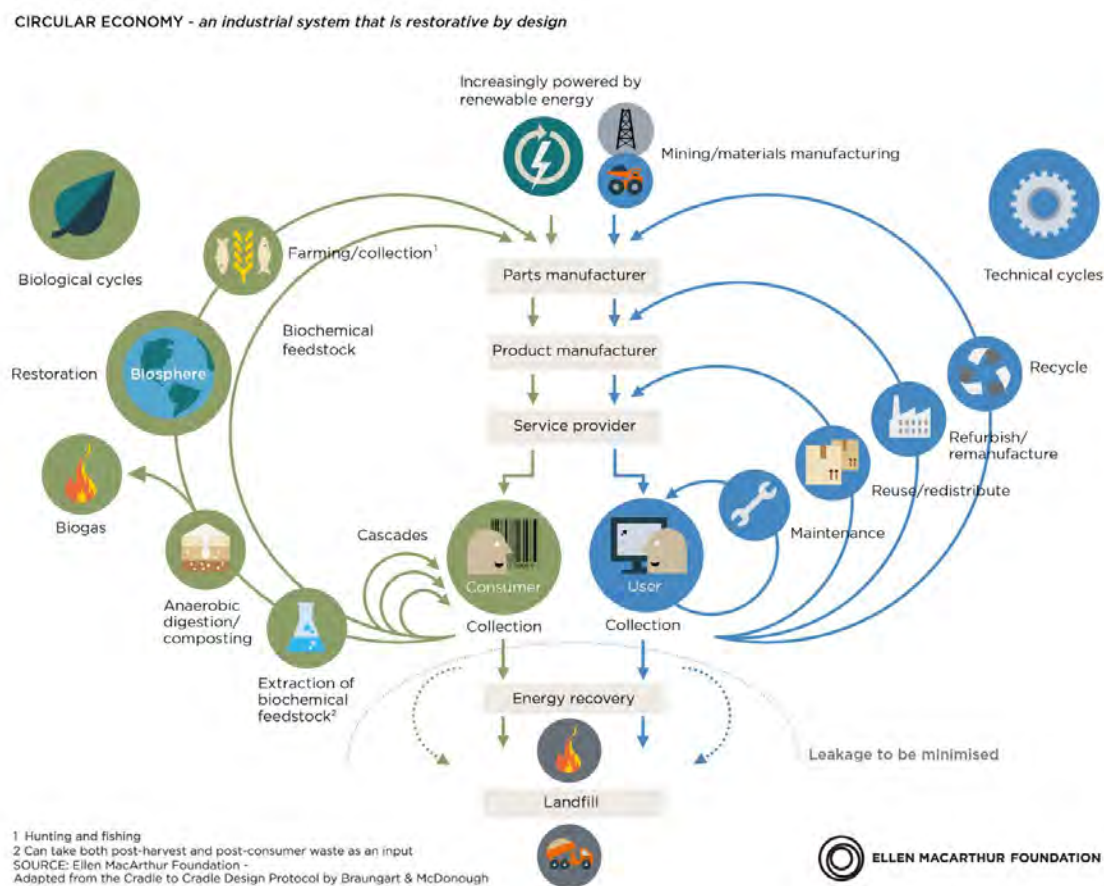 CIRCULAR ECONOMY - an industrial system that is restorative by design
Increasingly powered by
renewable energy
Mining/materials manufacturing
Biological cycles
Farming/collection1
Parts manufacturer
Technical cycles
Biochemical
feedstock
Product manufacturer
Restoration
Biosphere
Recycle
Service provider
Refurbish/
remanufacture
Reuse/redistribute
Biogas
Cascades
Maintenance
Consumer
User
Anaerobic
digestion/
composting
Collection
Collection
Extraction of
biochemical
feedstock2
Energy recovery
Leakage to be minimised
Landfill
1 Hunting and fishing
2 Can take both post-harvest and post-consumer waste as an input
SOURCE: Ellen MacArthur Foundation -
Adapted from the Cradle to Cradle Design Protocol by Braungart & McDonough
ELLEN MACARTHUR FOUNDATION